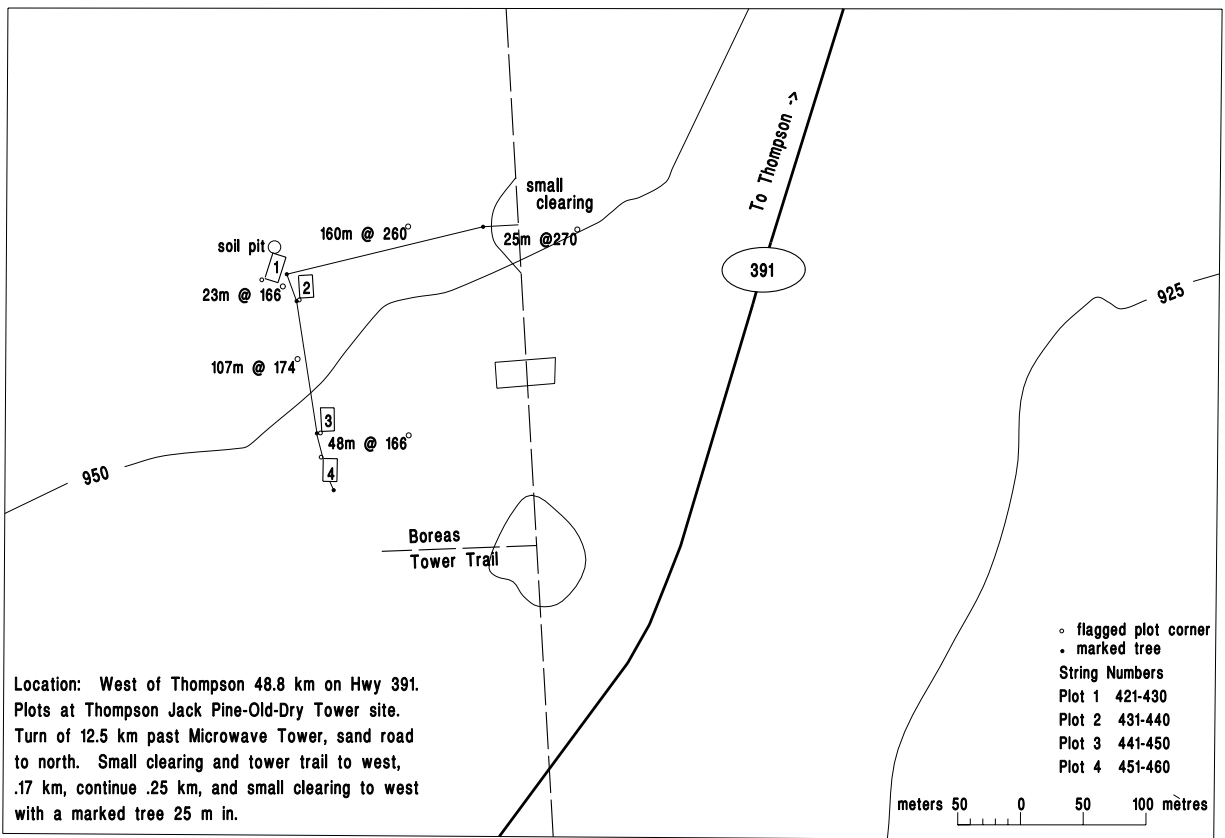 To Thompson ->
small
clearing
160m @ 260°
25m @270°
soil pit
1
391
2
925
23m @ 166°
107m @ 174°
3
48m @ 166°
4
950
Boreas
Tower Trail
flagged plot corner
marked tree
String Numbers
Plot 1 421-430
Plot 2 431-440
Plot 3 441-450
Plot 4 451-460
Location: West of Thompson 48.8 km on Hwy 391.
Plots at Thompson Jack Pine-Old-Dry Tower site.
Turn of 12.5 km past Microwave Tower, sand road
to north. Small clearing and tower trail to west,
.17 km, continue .25 km, and small clearing to west
with a marked tree 25 m in.
meters 50 0 50 100 mètres